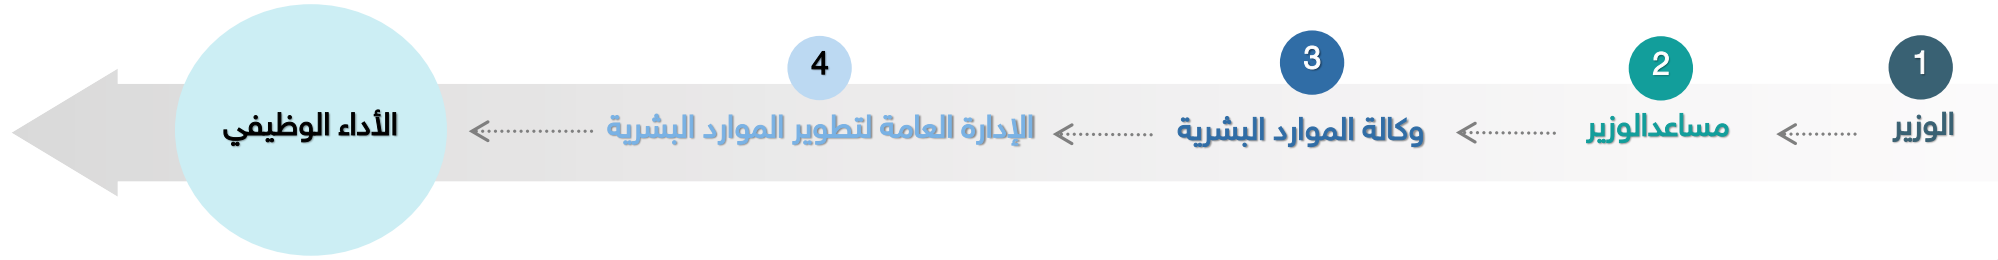 1
الوزير
2
مساعدالوزير
3
وكالة الموارد البشرية
4
الإدارة العامة لتطوير الموارد البشرية
الأداء الوظيفي